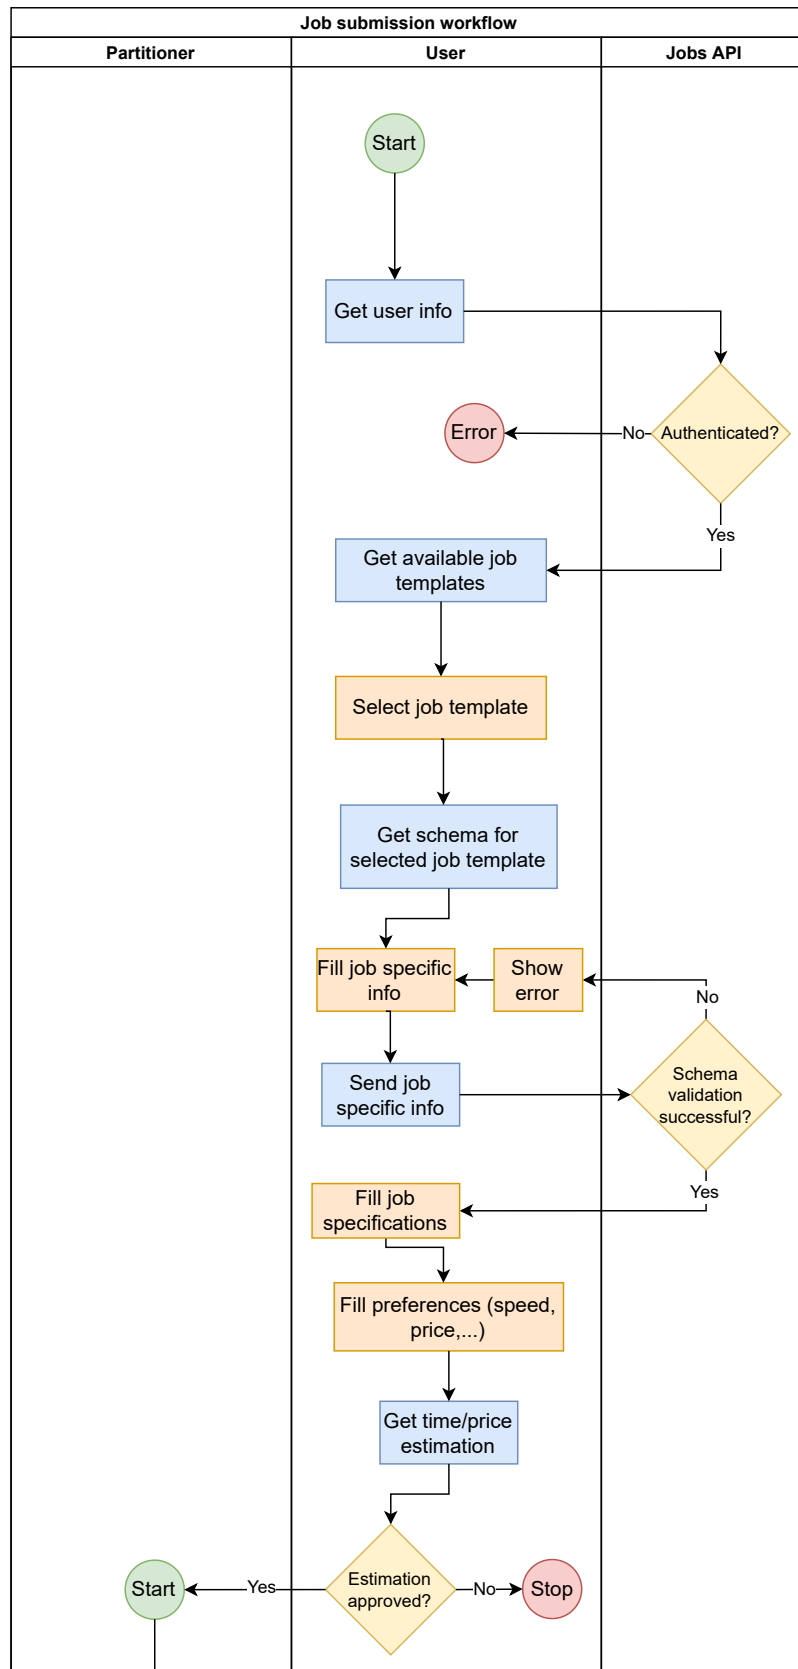 Job submission workflow
Partitioner
User
Jobs API
Start
Get user info
Error
No
Authenticated?
Yes
Get available job
templates
Select job template
Get schema for
selected job template
Fill job specific
info
Show
error
No
Send job
specific info
Schema
validation
successful?
Yes
Fill job
specifications
Fill preferences (speed,
price,...)
Get time/price
estimation
Start
Yes
Estimation
approved?
No
Stop